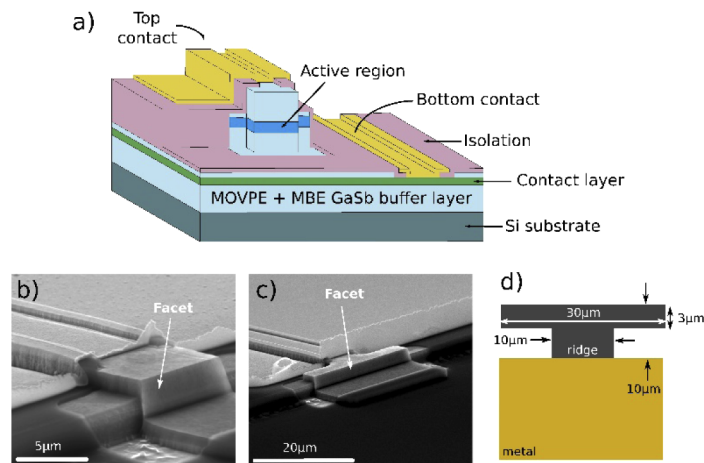 a)
Top
contact
Active region
Bottom contact
Isolation
Contact layer
MOVPE + MBE GaSb buffer layer
Si substrate
b)
Facet
5μm
c)
Facet
20μm
d)
30μm
3μm
10μm
ridge
10μm
metal